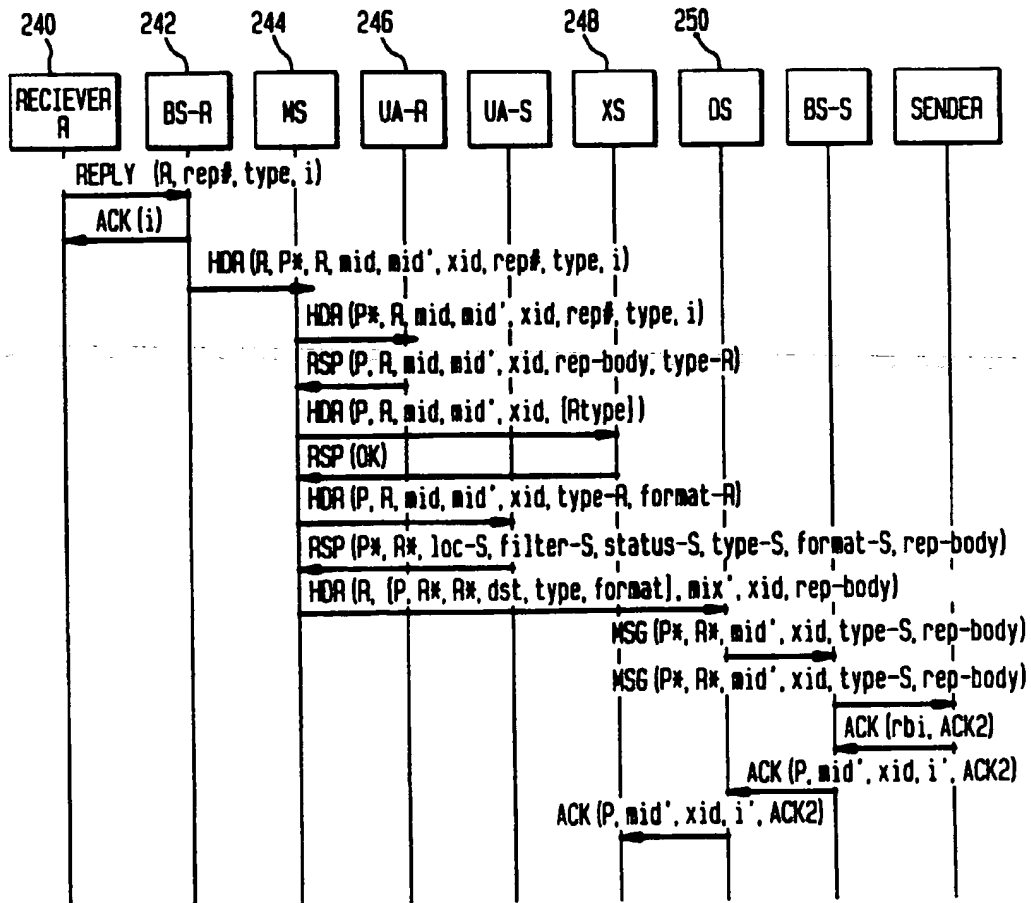 240 242 244 246 248 250
RECIEVER
R BS-R MS UA-R UA-S XS DS BS-S SENDER
REPLY (R, rep#, type, i)
ACK (i)
HDR (R, P*, R, mid, mid', xid, rep#, type, i)
HDR (P*, R, mid, mid', xid, rep#, type, i)
RSP (P, R, mid, mid', xid, rep-body, type-R)
HDR (P, R, mid, mid', xid, {Rtype})
RSP (OK)
HDR (P, R, mid, mid', xid, type-R, format-R)
RSP (P*, R*, loc-S, filter-S, status-S, type-S, format-S, rep-body)
HDR (R, {P, R*, R*, dst, type, format}, mix', xid, rep-body)
MSG (P*, R*, mid', xid, type-S, rep-body)
MSG (P*, R*, mid', xid, type-S, rep-body)
ACK (rbi, ACK2)
ACK (P, mid', xid, i', ACK2)
ACK (P, mid', xid, i', ACK2)